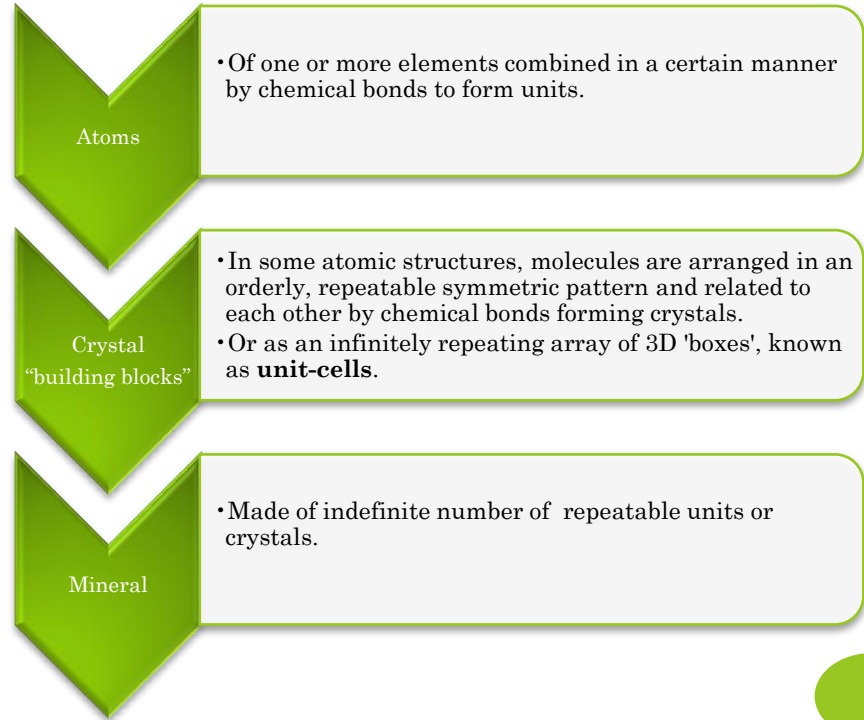 Atoms
•Of one or more elements combined in a certain manner
by chemical bonds to form units.
Crystal
“building blocks”
•In some atomic structures, molecules are arranged in an
orderly, repeatable symmetric pattern and related to
each other by chemical bonds forming crystals.
•Or as an infinitely repeating array of 3D 'boxes', known
as unit-cells.
Mineral
•Made of indefinite number of repeatable units or
crystals.